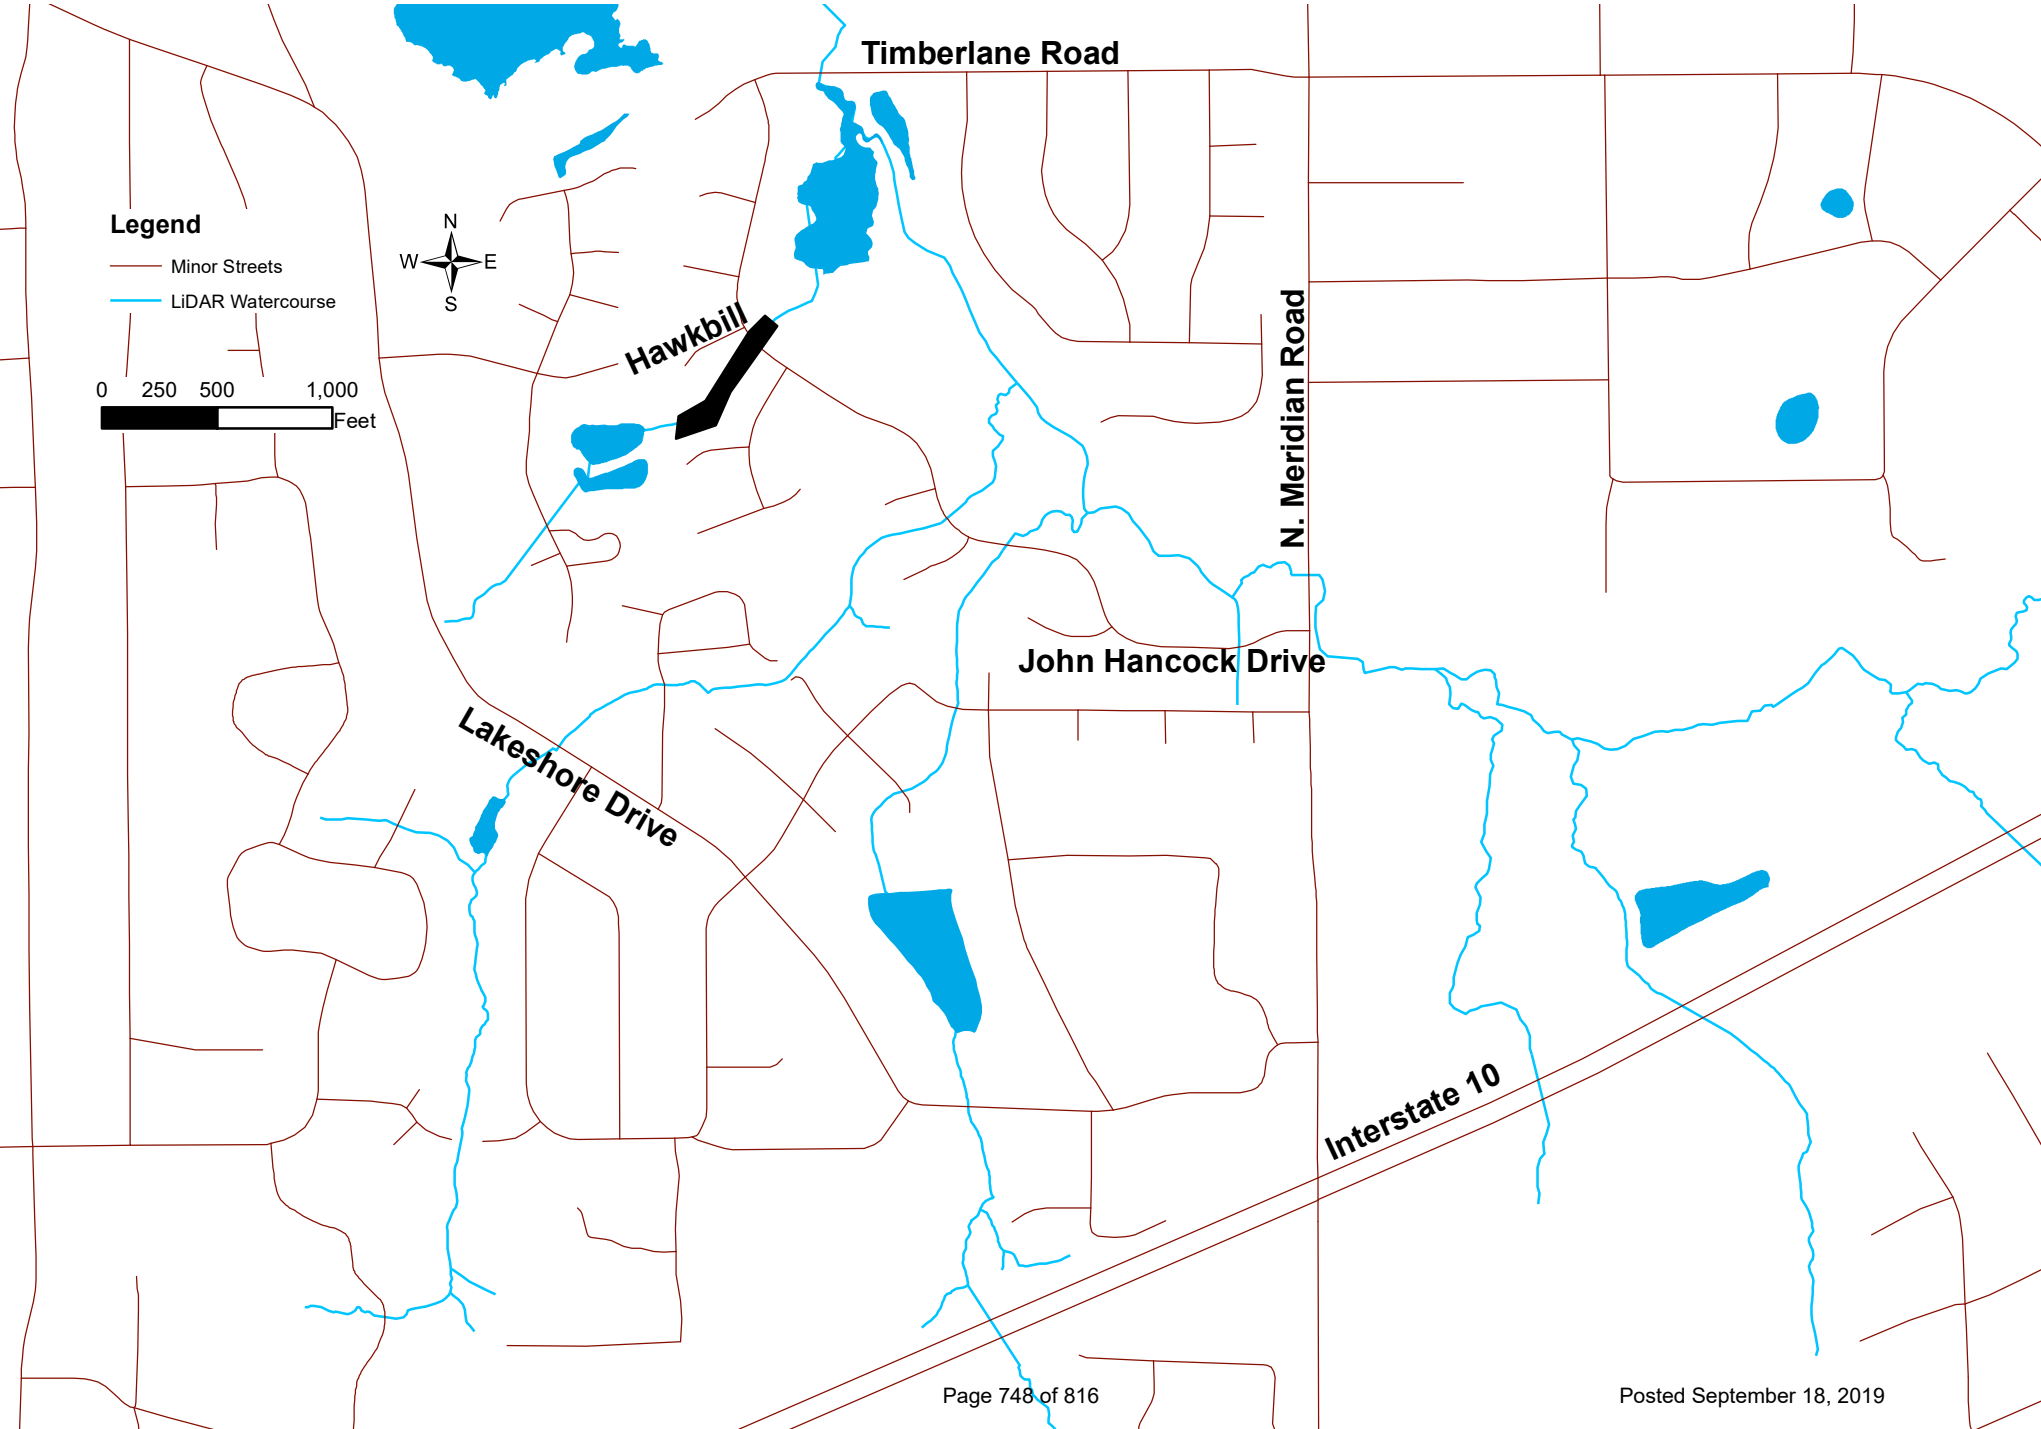 Timberlane Road
Legend
Minor Streets
LiDAR Watercourse
N
W E
S
0 250 500 1,000
Feet
Hawkbill
N. Meridian Road
John Hancock Drive
Lakeshore Drive
Interstate 10
Page 748 of 816
Posted September 18, 2019